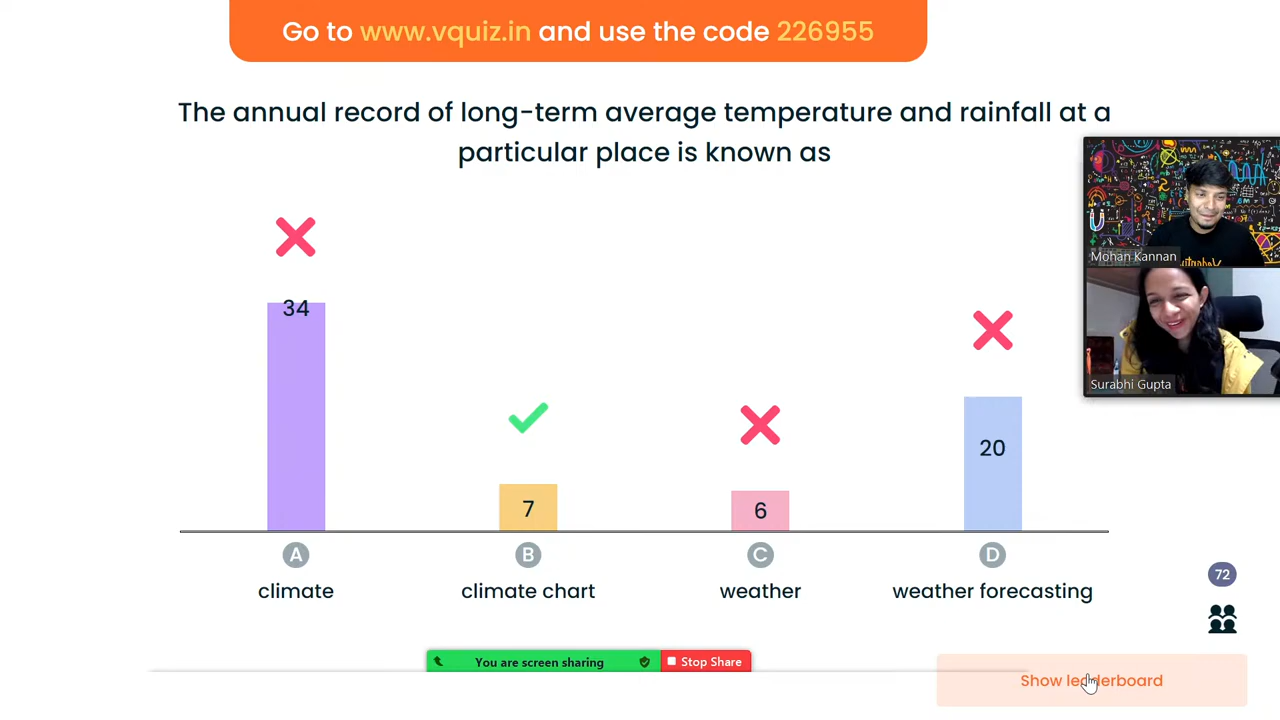 Go to www.vquiz.in and use the code 226955
The annual record of long-term average temperature and rainfall at a
particular place is known as
Mohan Kannan
Surabhi Gupta
34
7
6
20
A
B
C
D
climate
climate chart
weather
weather forecasting
72
You are screen sharing
Stop Share
Show leaderboard